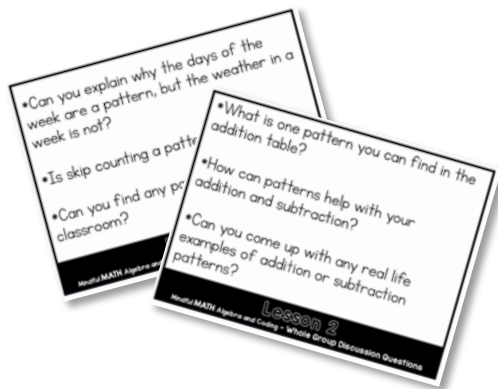 •Can you explain why the days of the
week are a pattern, but the weather in a
week is not?
•Is skip counting a
•Can you find any
classroom?
Mindful MATH Algebra and
•What is one pattern you can find in the
addition table?
•How can patterns help with your
addition and subtraction?
•Can you come up with any real life
examples of addition or subtraction
patterns?
Lesson 2
Mindful MATH Algebra and Coding - Whole Group Discussion Questions